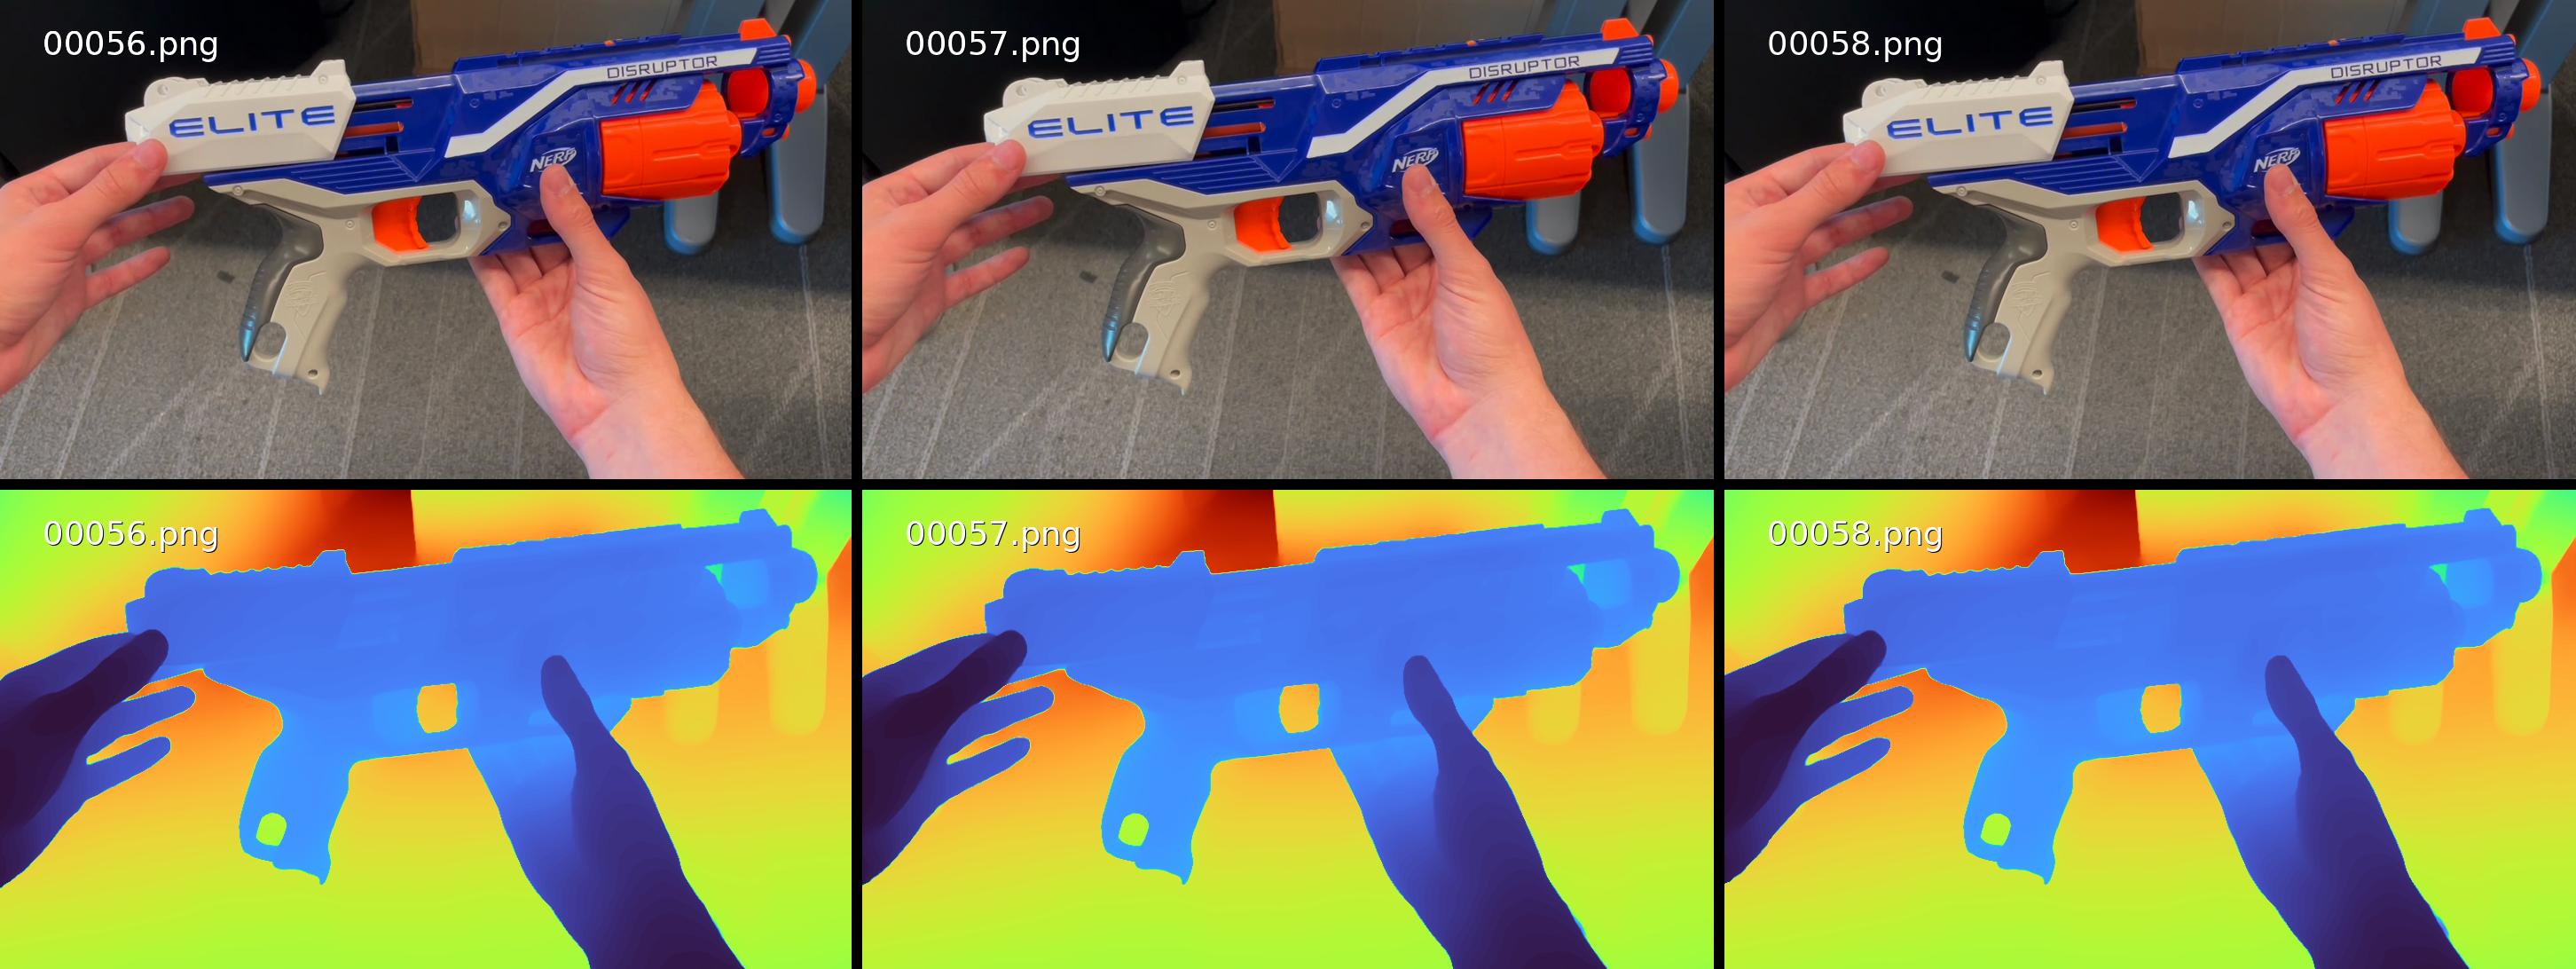 00056.png
DISRUPTOR
ELITE
NERF
00057.png
DISRUPTOR
ELITE
NERF
00058.png
DISRUPTOR
ELITE
NERF
00056.png
00057.png
00058.png